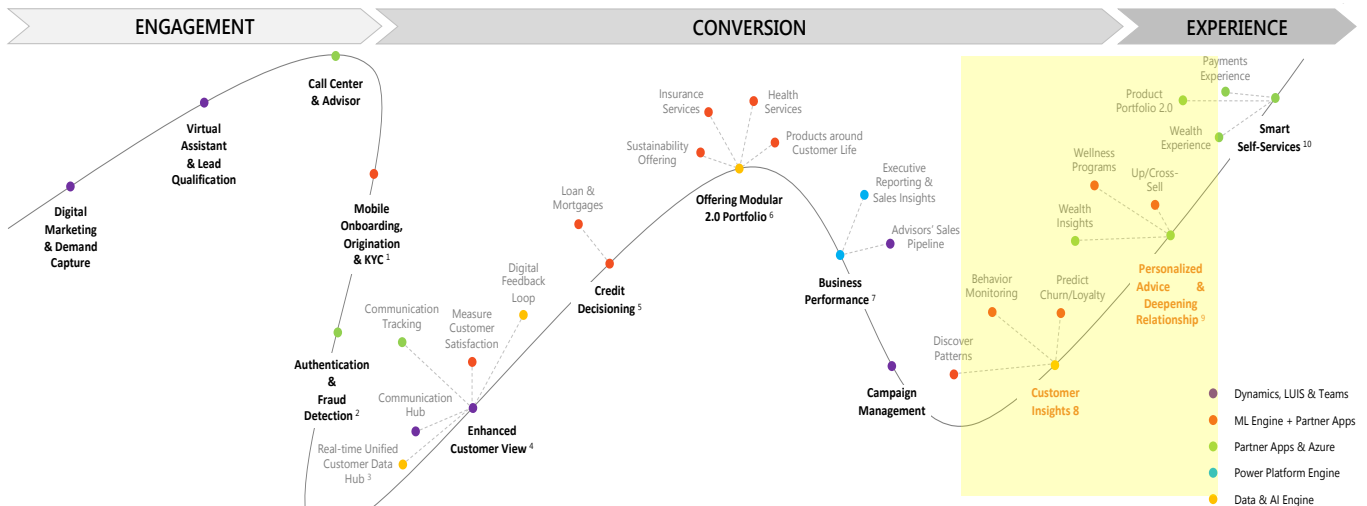 ENGAGEMENT
CONVERSION
EXPERIENCE
Digital
Marketing
& Demand
Capture
Virtual
Assistant
& Lead
Qualification
Call Center
& Advisor
Mobile
Onboarding,
Origination
& KYC 1
Authentication
&
Fraud
Detection 2
Real-time Unified
Customer Data
Hub 3
Communication
Hub
Communication
Tracking
Measure
Customer
Satisfaction
Digital
Feedback
Loop
Enhanced
Customer View 4
Loan &
Mortgages
Credit
Decisioning 5
Sustainability
Offering
Insurance
Services
Health
Services
Products around
Customer Life
Offering Modular
2.0 Portfolio 6
Executive
Reporting &
Sales Insights
Advisors' Sales
Pipeline
Business
Performance 7
Campaign
Management
Discover
Patterns
Behavior
Monitoring
Predict
Churn/Loyalty
Customer
Insights 8
Wealth
Insights
Wellness
Programs
Up/Cross-
Sell
Personalized
Advice &
Deepening
Relationship 9
Product
Portfolio 2.0
Payments
Experience
Wealth
Experience
Smart
Self-Services 10
Dynamics, LUIS & Teams
ML Engine + Partner Apps
Partner Apps & Azure
Power Platform Engine
Data & AI Engine